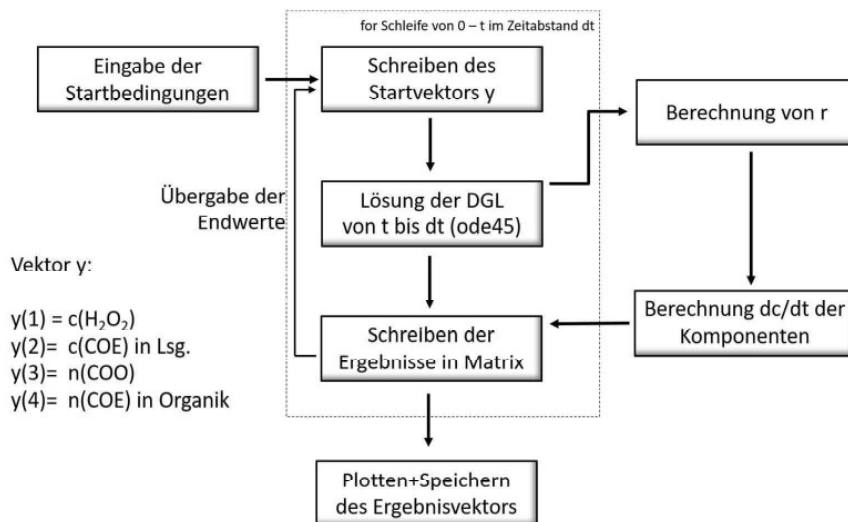 for Schleife von 0 – t im Zeitabstand dt
Eingabe der
Startbedingungen
Schreiben des
Startvektors y
Berechnung von r
Übergabe der
Endwerte
Lösung der DGL
von t bis dt (ode45)
Vektor y:
y(1) = c(H₂O₂)
y(2)= c(COE) in Lsg.
y(3)= n(COO)
y(4)= n(COE) in Organik
Schreiben der
Ergebnisse in Matrix
Berechnung dc/dt der
Komponenten
Plotten+Speichern
des Ergebnisvektors